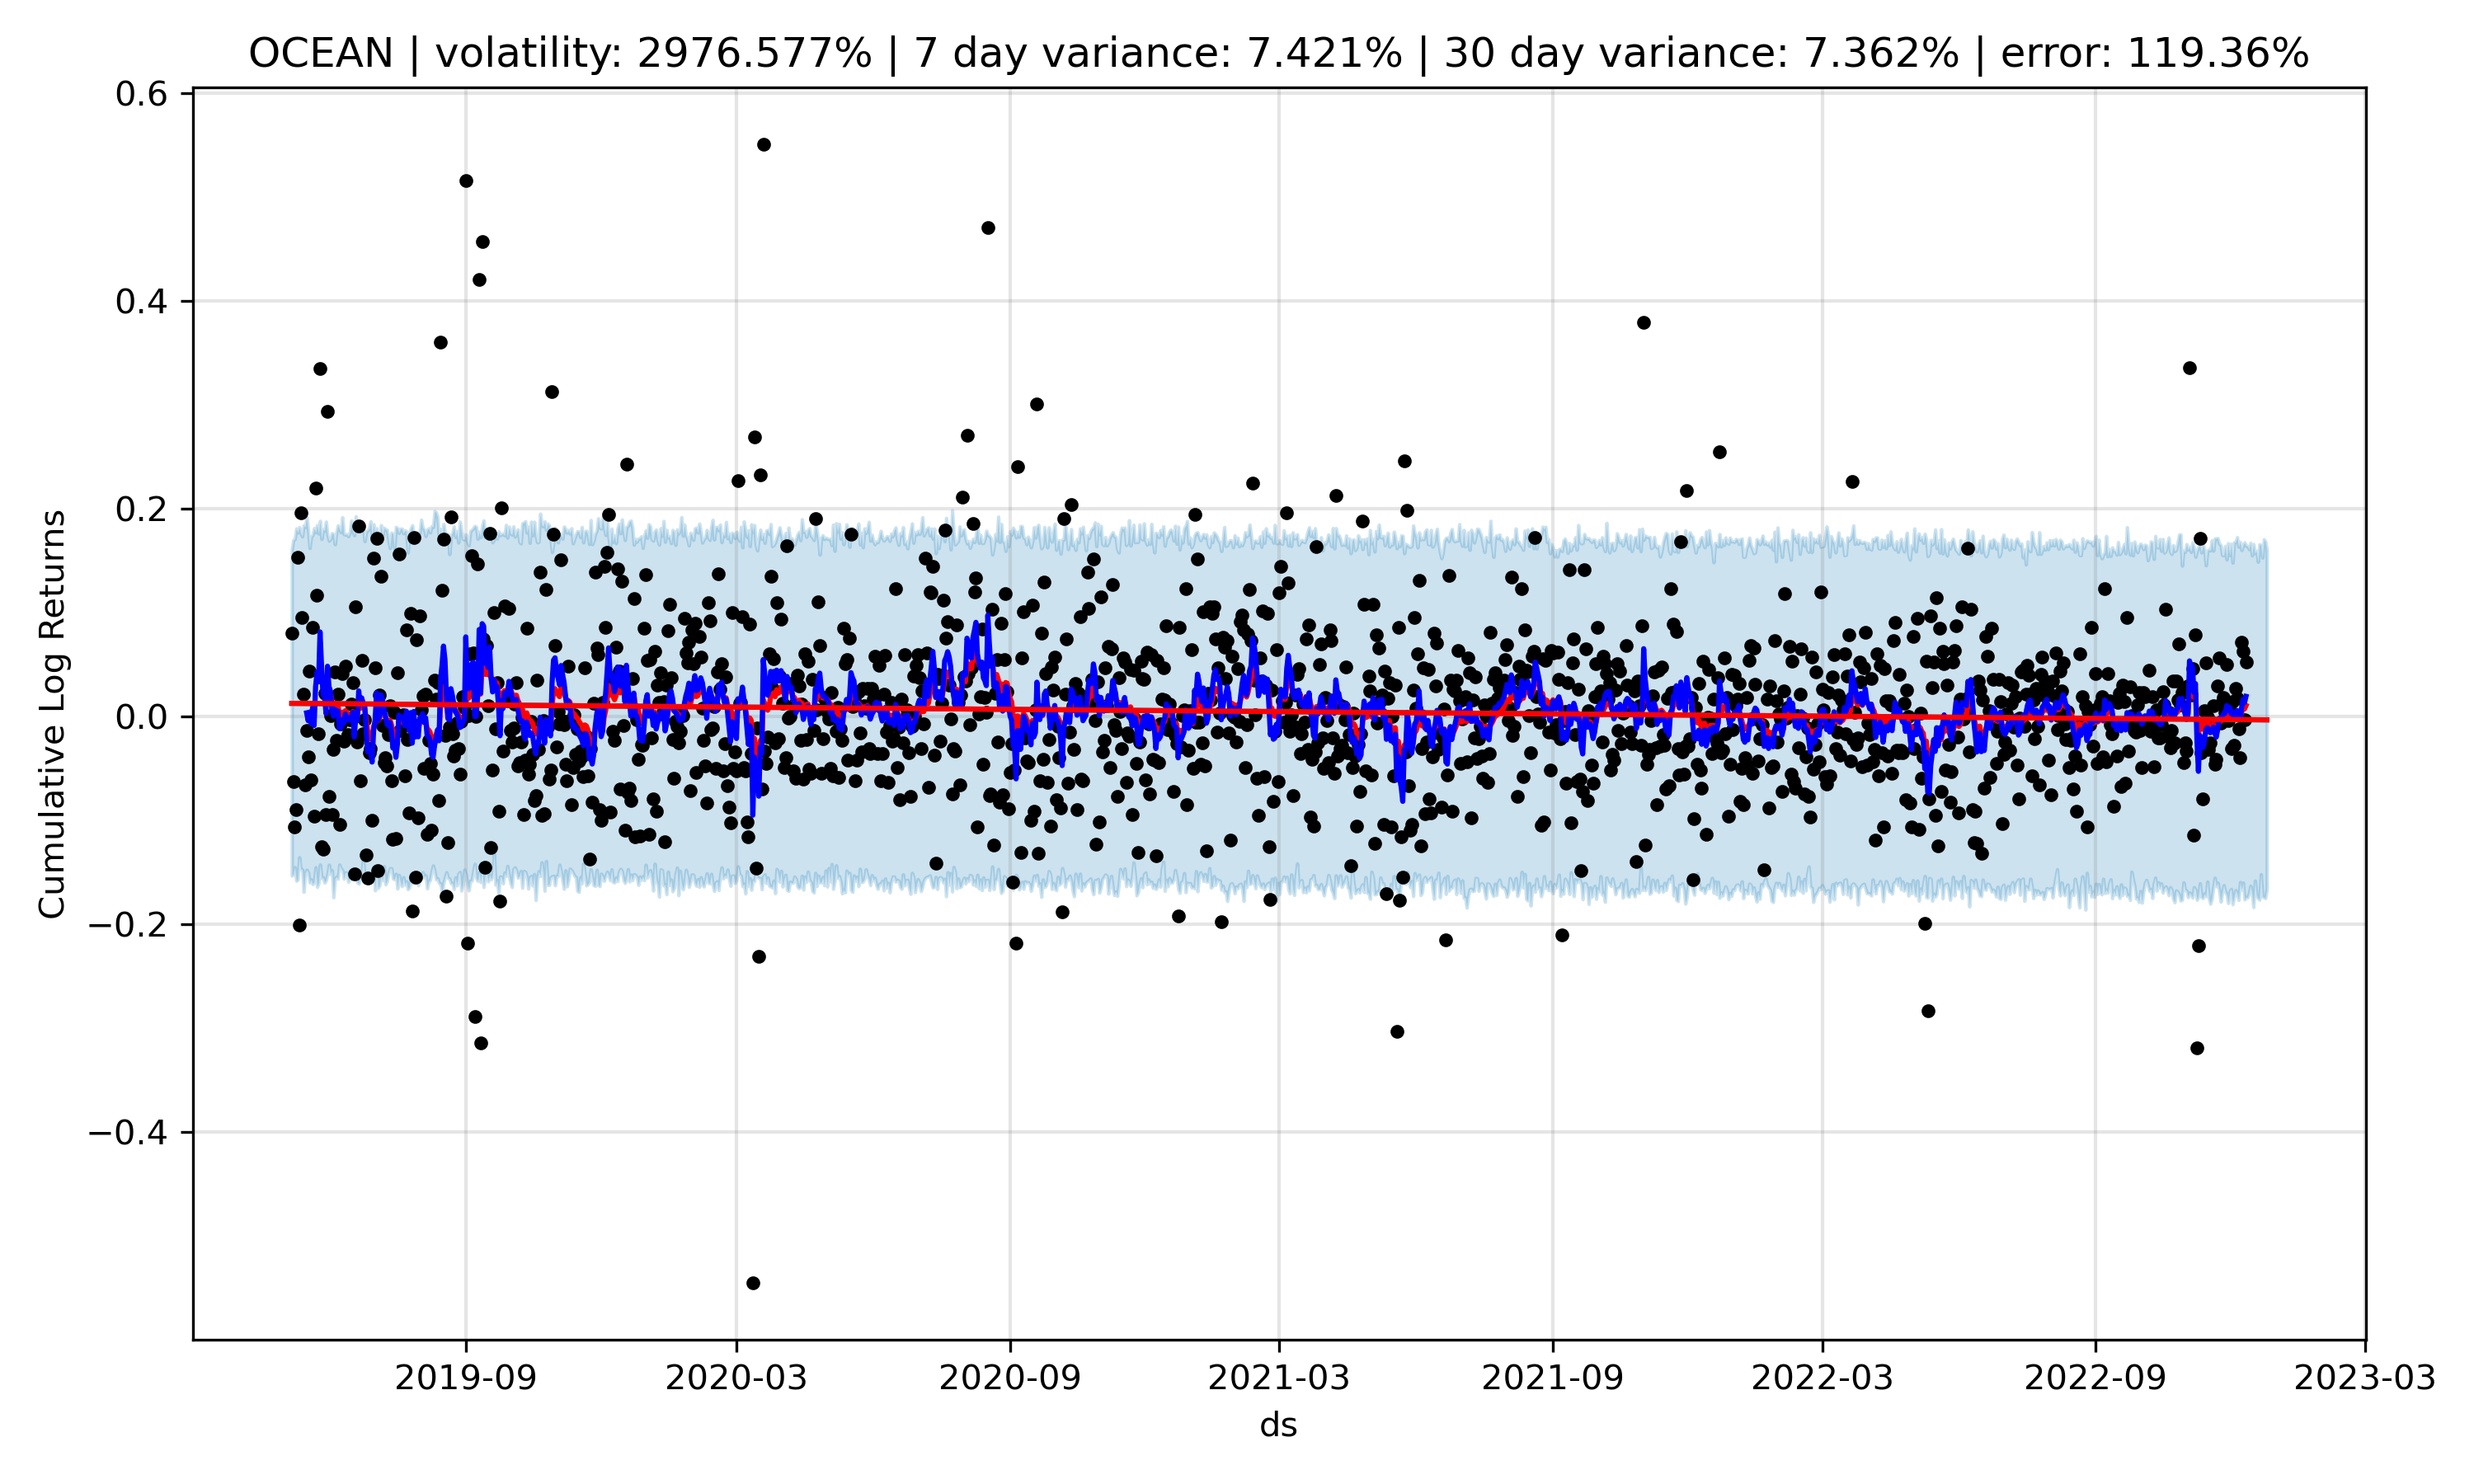 OCEAN | volatility: 2976.577% | 7 day variance: 7.421% | 30 day variance: 7.362% | error: 119.36%
0.6
0.4
0.2
0.0
−0.2
−0.4
Cumulative Log Returns
2019-09 2020-03 2020-09 2021-03 2021-09 2022-03 2022-09 2023-03
ds